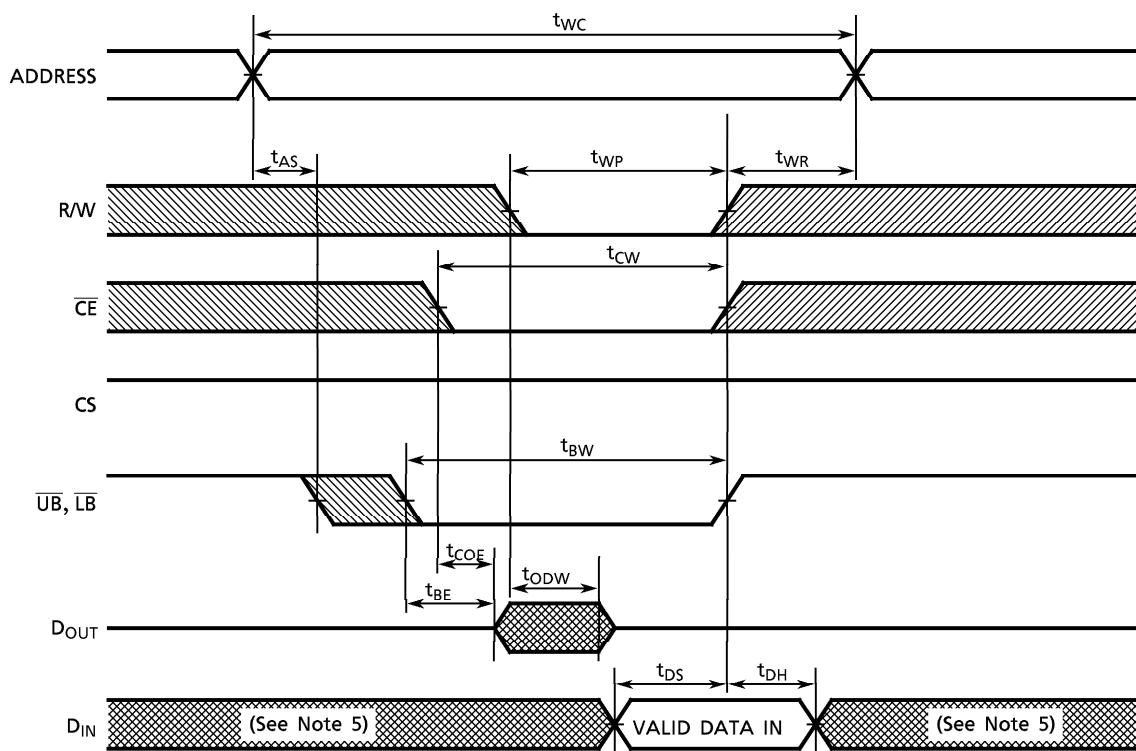 tWC
ADDRESS
tAS
tWP
tWR
R/W
tCW
CE
CS
tBW
UB, LB
tCOE
tODW
tBE
DOUT
tDS
tDH
DIN
(See Note 5)
VALID DATA IN
(See Note 5)